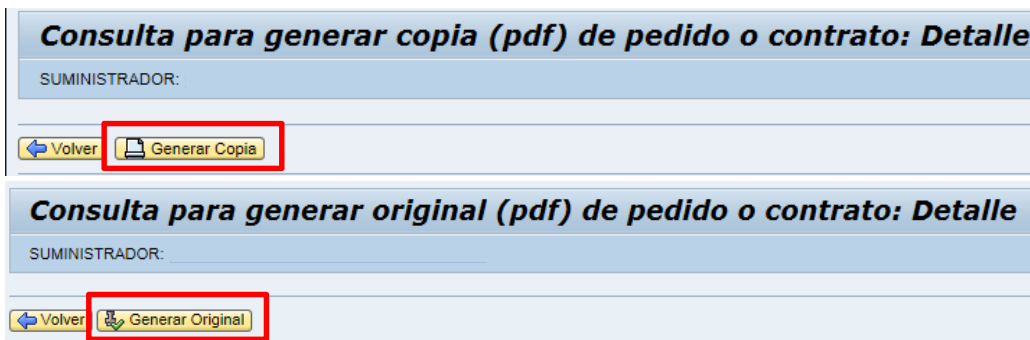 Consulta para generar copia (pdf) de pedido o contrato: Detalle
SUMINISTRADOR:
Volver Generar Copia
Consulta para generar original (pdf) de pedido o contrato: Detalle
SUMINISTRADOR:
Volver Generar Original